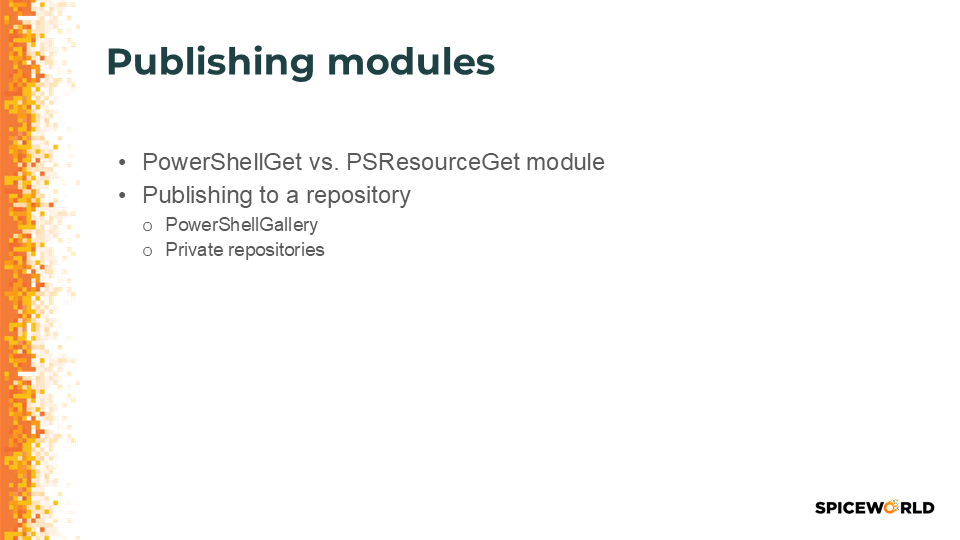 Publishing modules
• PowerShellGet vs. PSResourceGet module
• Publishing to a repository
o PowerShellGallery
o Private repositories
SPICEWORLD